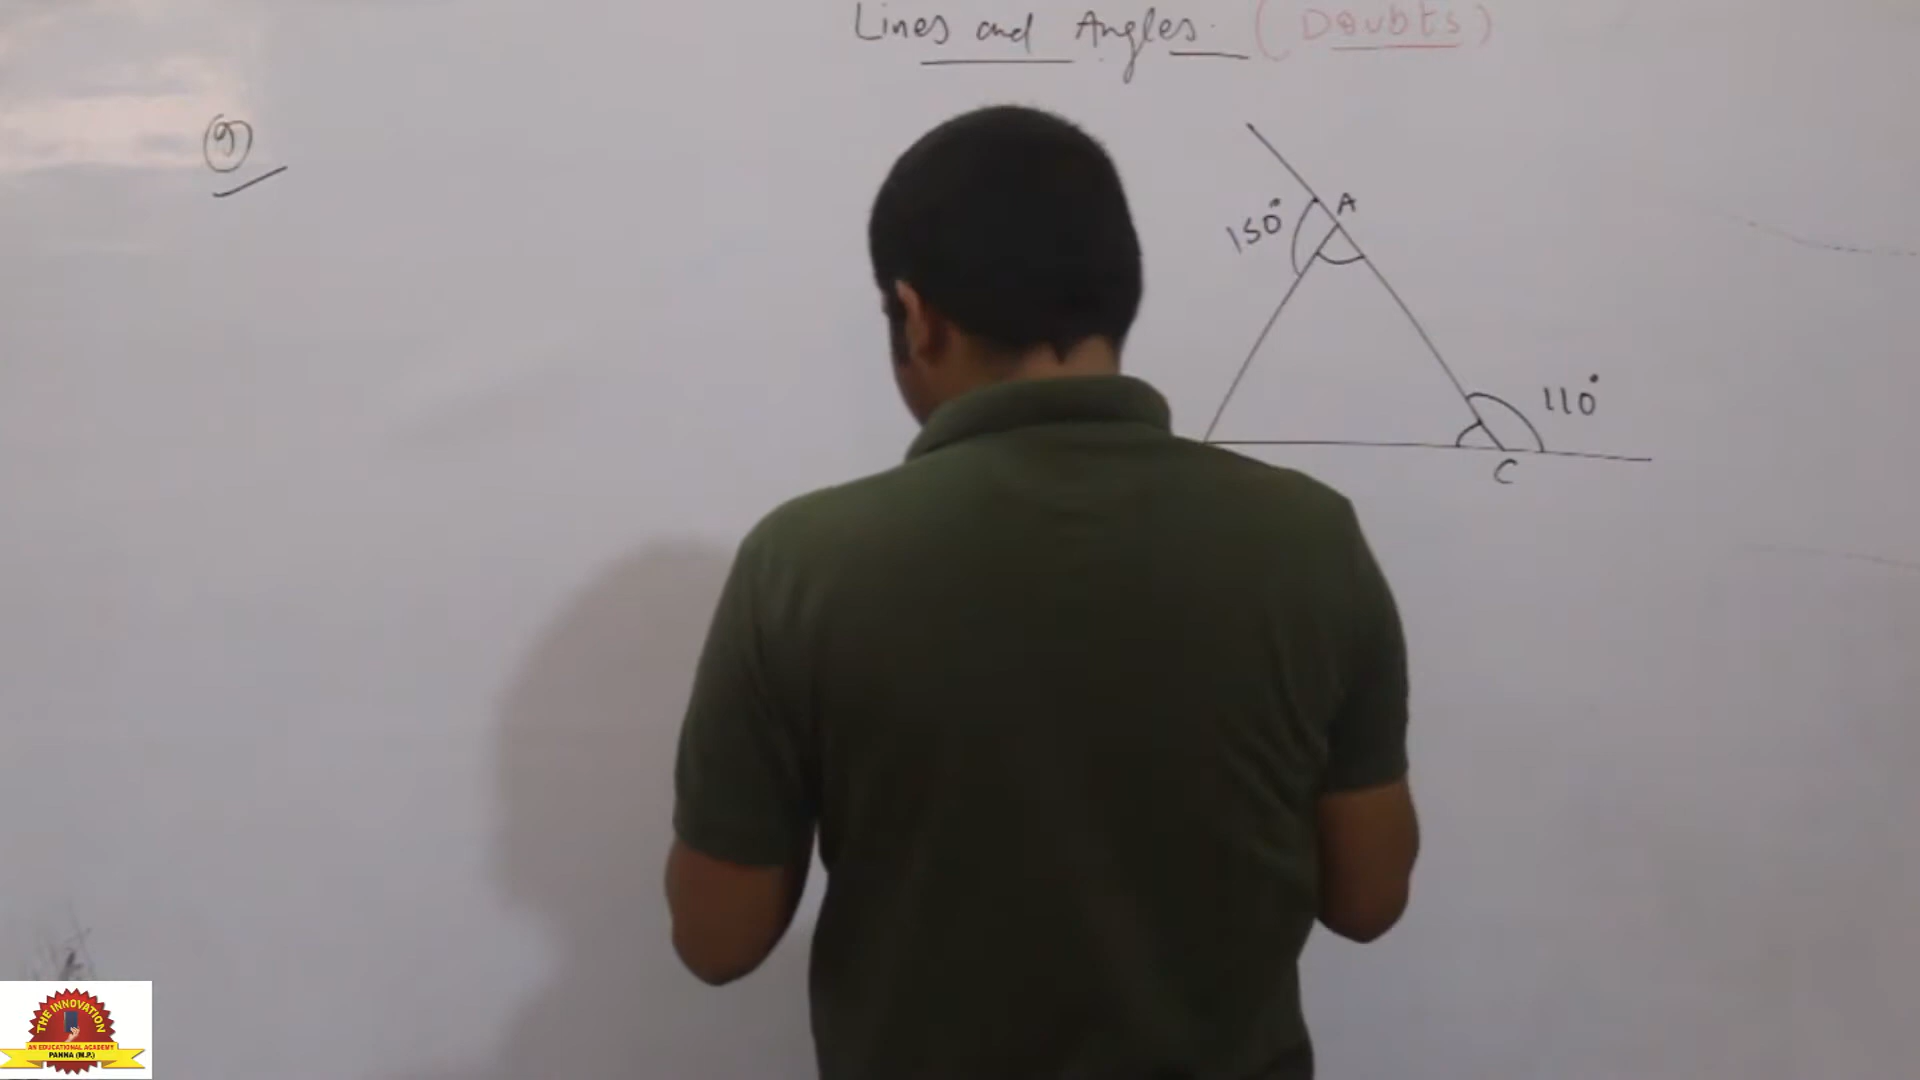 Lines and Angles. (Doubts)
9
A
150°
110°
C
THE INNOVATION
AN EDUCATIONAL ACADEMY
PANNA (M.P.)